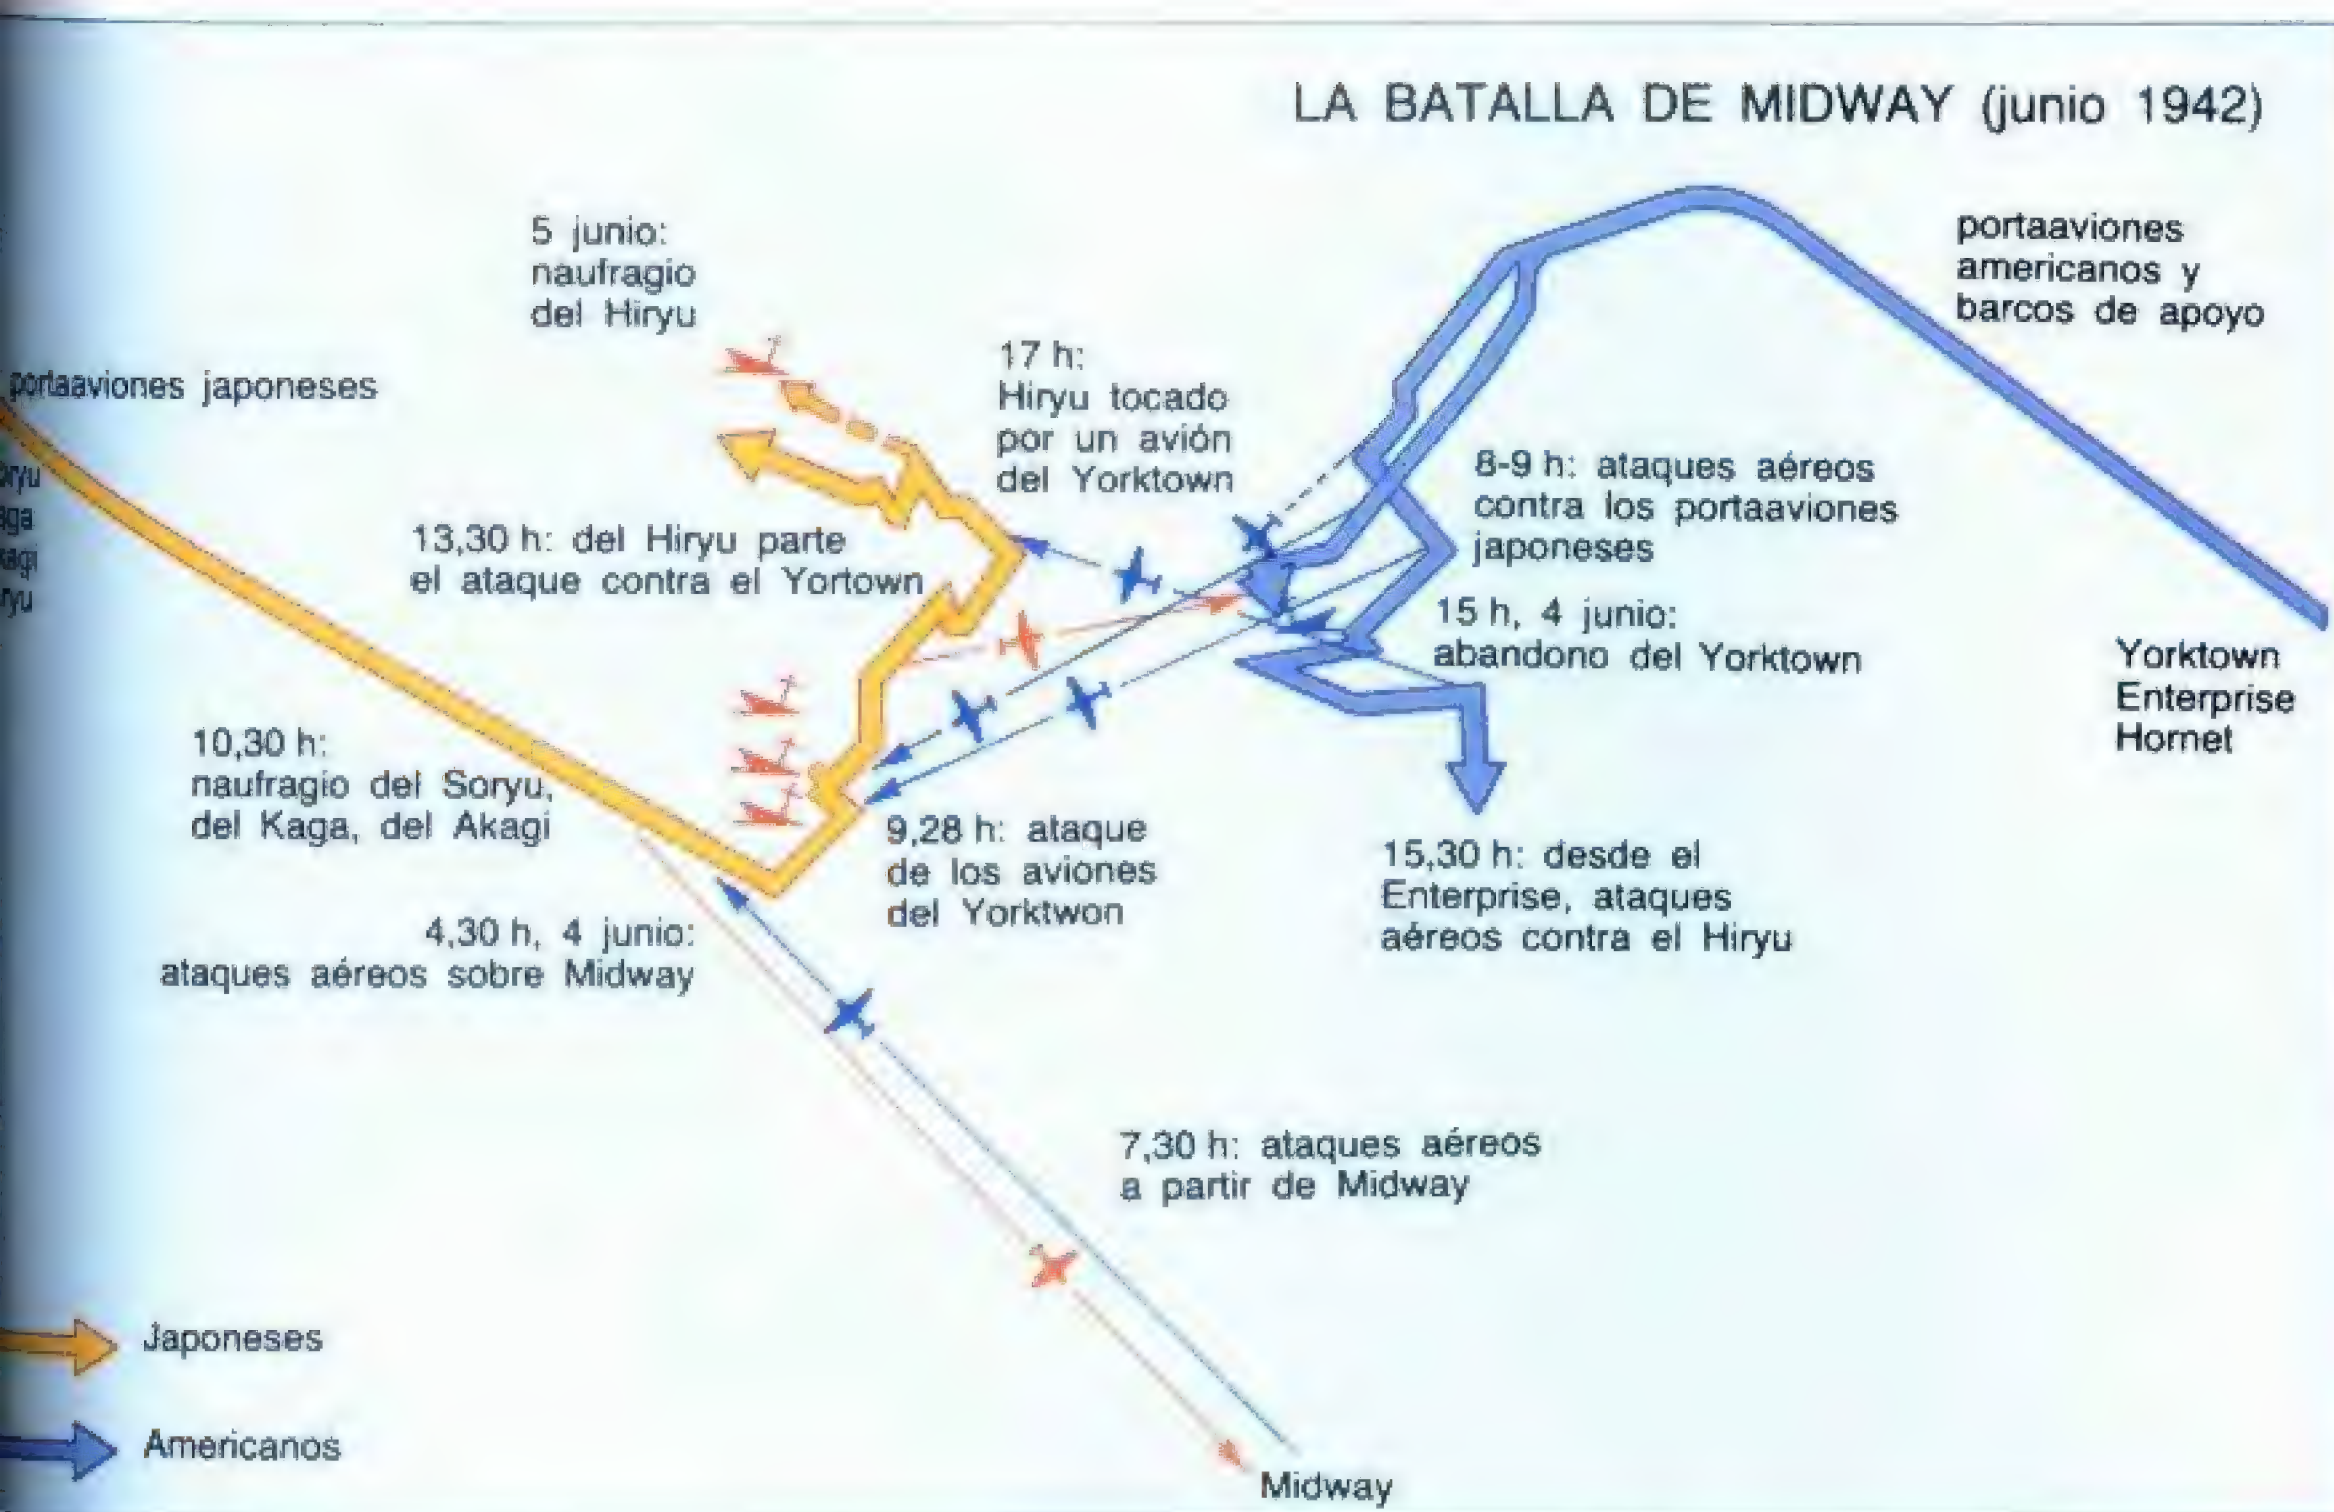 LA BATALLA DE MIDWAY (junio 1942)
5 junio:
naufragio
del Hiryu
portaaviones
americanos y
barcos de apoyo
portaaviones japoneses
17 h:
Hiryu tocado
por un avión
del Yorktown
8-9 h: ataques aéreos
contra los portaaviones
japoneses
13,30 h: del Hiryu parte
el ataque contra el Yortown
15 h, 4 junio:
abandono del Yorktown
Yorktown
Enterprise
Hornet
10,30 h:
naufragio del Soryu,
del Kaga, del Akagi
9,28 h: ataque
de los aviones
del Yorktwon
15,30 h: desde el
Enterprise, ataques
aéreos contra el Hiryu
4,30 h, 4 junio:
ataques aéreos sobre Midway
7,30 h: ataques aéreos
a partir de Midway
Japoneses
Americanos
Midway